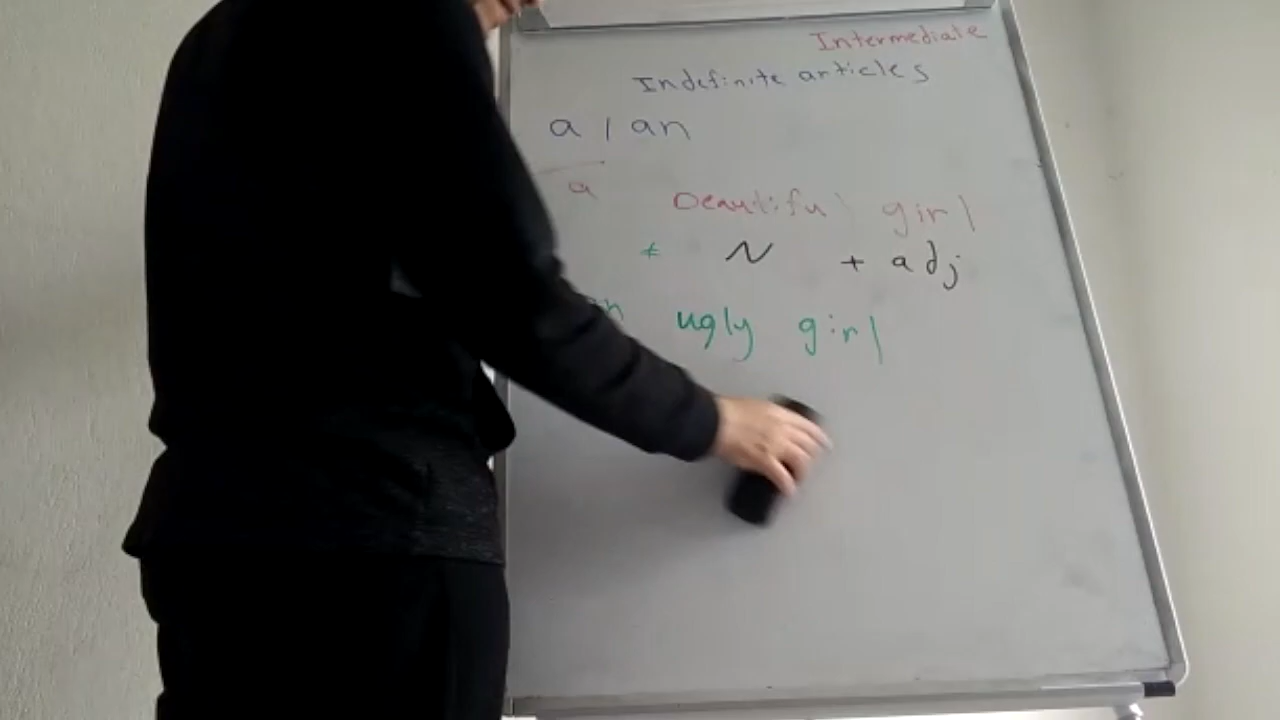 Intermediate
Indefinite articles
a / an
a beautiful girl
+ N + adj
ugly girl